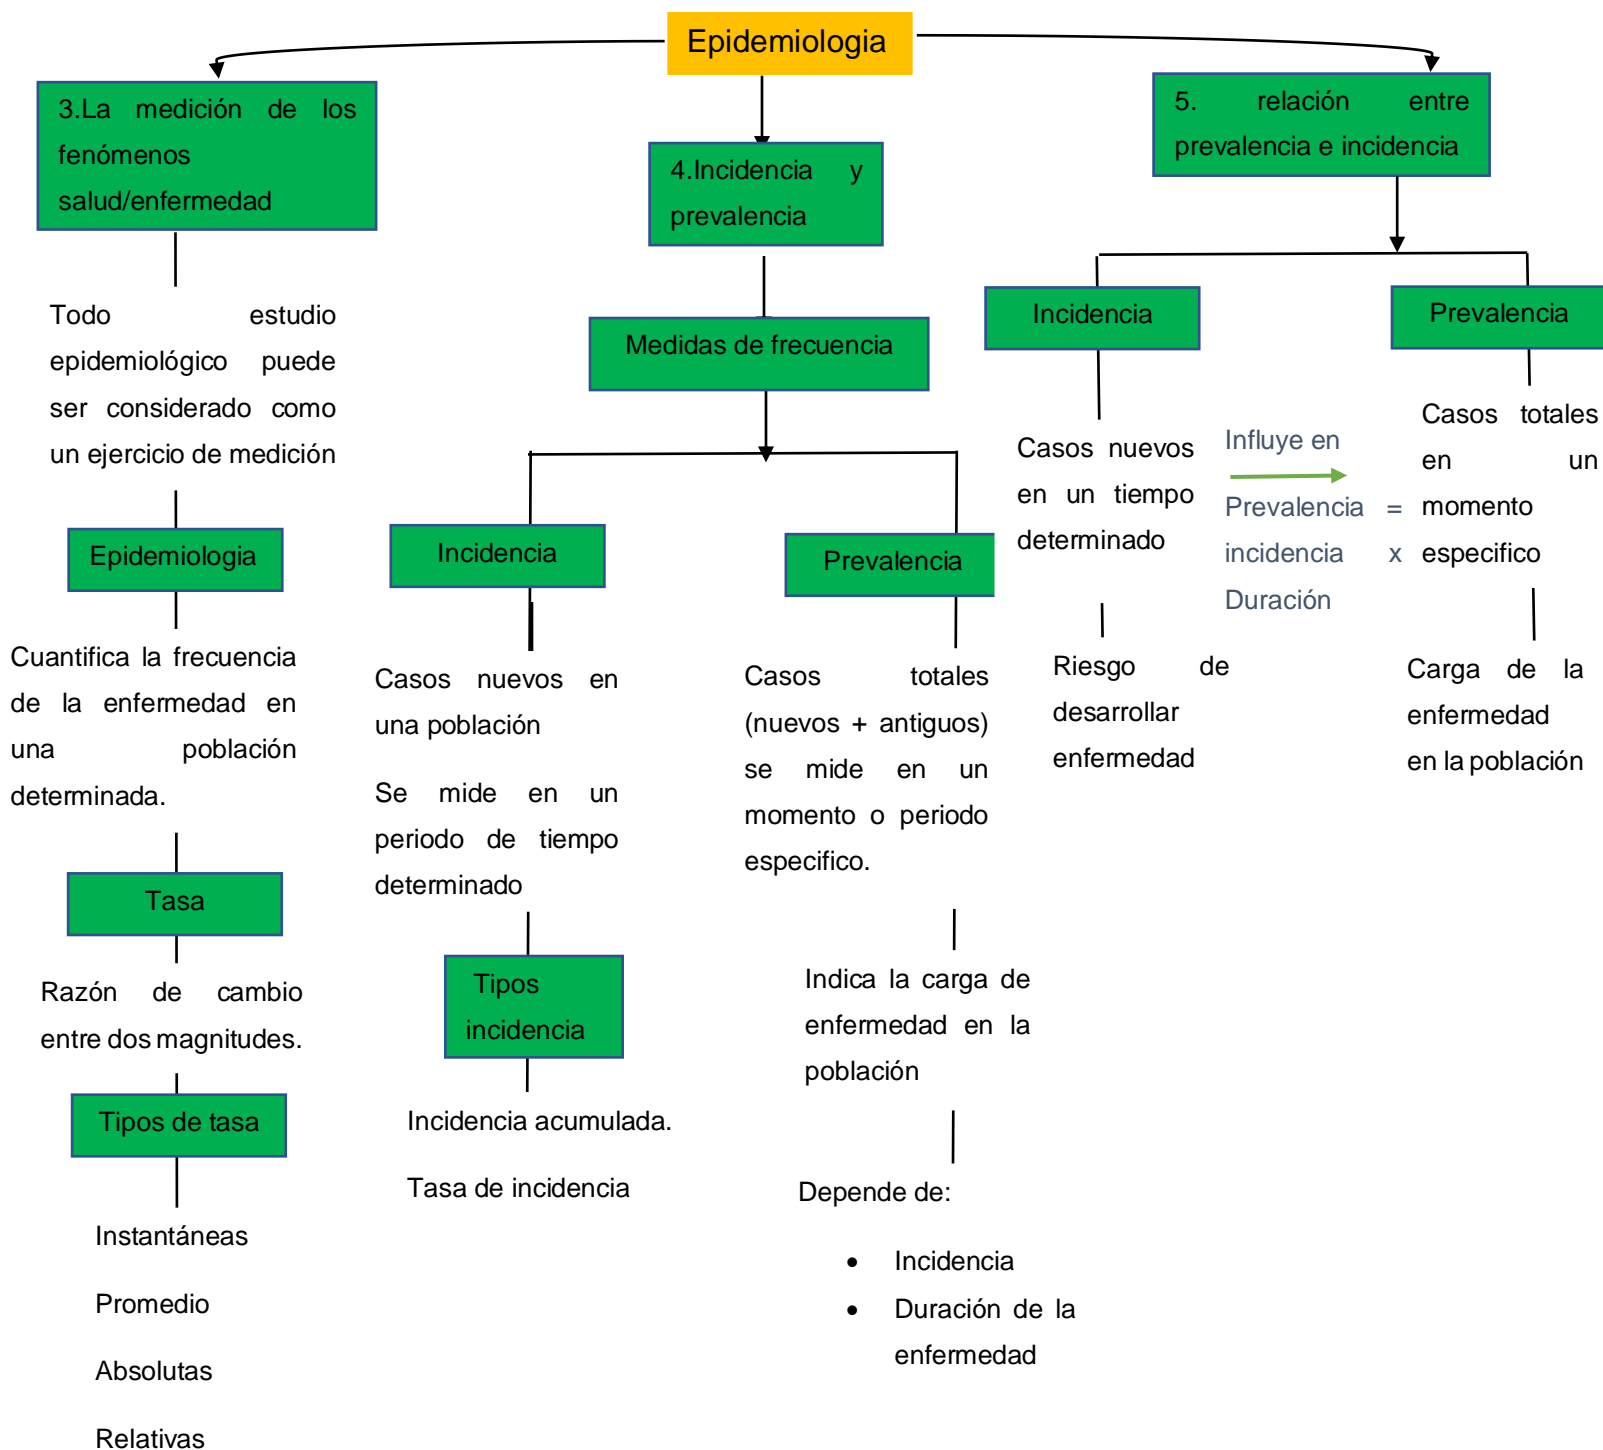 Epidemiologia
3.La medición de los
fenómenos
salud/enfermedad
Todo estudio
epidemiológico puede
ser considerado como
un ejercicio de medición
Epidemiologia
Cuantifica la frecuencia
de la enfermedad en
una población
determinada.
Tasa
Razón de cambio
entre dos magnitudes.
Tipos de tasa
Instantáneas
Promedio
Absolutas
Relativas
4.Incidencia y
prevalencia
Medidas de frecuencia
Incidencia
Casos nuevos en
una población
Se mide en un
periodo de tiempo
determinado
Tipos
incidencia
Incidencia acumulada.
Tasa de incidencia
Prevalencia
Casos totales
(nuevos + antiguos)
se mide en un
momento o periodo
especifico.
Indica la carga de
enfermedad en la
población
Depende de:
• Incidencia
• Duración de la
enfermedad
5. relación entre
prevalencia e incidencia
Incidencia
Casos nuevos
en un tiempo
determinado
Riesgo de
desarrollar
enfermedad
Influye en
Prevalencia =
incidencia x
Duración
Prevalencia
Casos totales
en un
momento
especifico
Carga de la
enfermedad
en la población